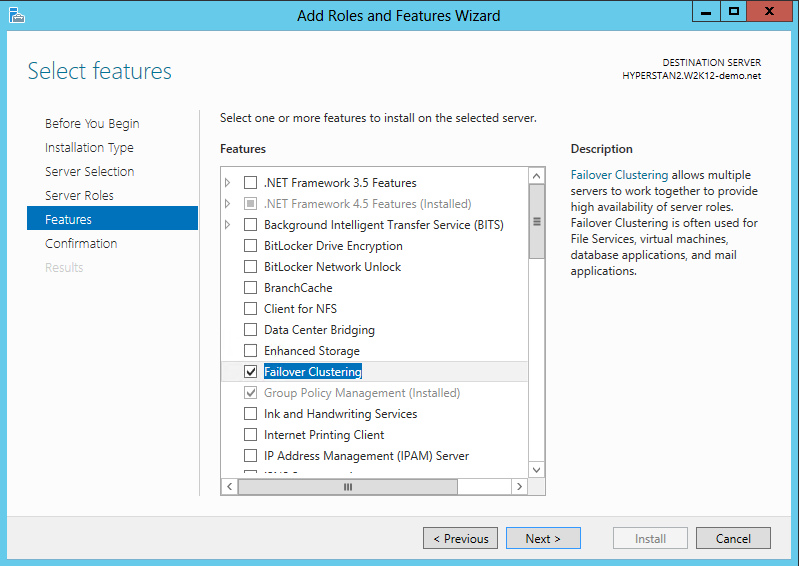 Add Roles and Features Wizard
Select features
DESTINATION SERVER
HYPERSTAN2.W2K12-demo.net
Before You Begin
Installation Type
Server Selection
Server Roles
Features
Confirmation
Results
Select one or more features to install on the selected server.
Features
.NET Framework 3.5 Features
.NET Framework 4.5 Features (Installed)
Background Intelligent Transfer Service (BITS)
BitLocker Drive Encryption
BitLocker Network Unlock
BranchCache
Client for NFS
Data Center Bridging
Enhanced Storage
Failover Clustering
Group Policy Management (Installed)
Ink and Handwriting Services
Internet Printing Client
IP Address Management (IPAM) Server
Description
Failover Clustering allows multiple
servers to work together to provide
high availability of server roles.
Failover Clustering is often used for
File Services, virtual machines,
database applications, and mail
applications.
< Previous
Next >
Install
Cancel